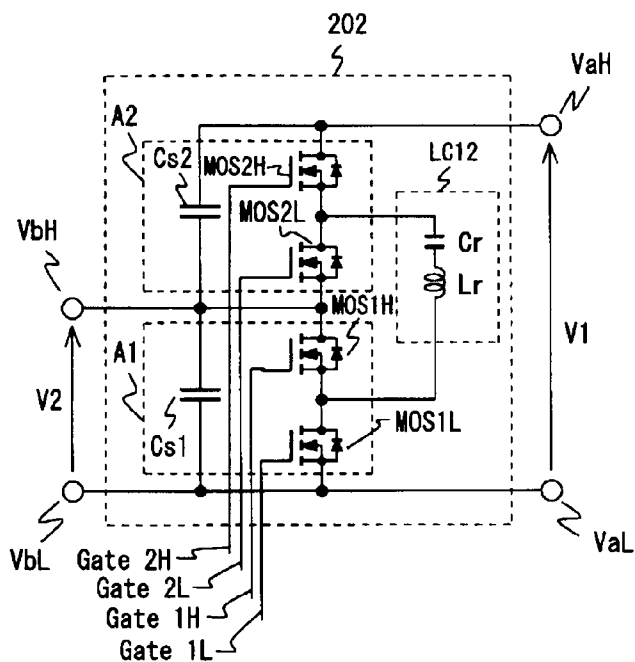 202
VaH
A2
Cs2
MOS2H
LC12
VbH
MOS2L
Cr
Lr
MOS1H
V1
A1
V2
Cs1
MOS1L
VbL
VaL
Gate 2H
Gate 2L
Gate 1H
Gate 1L